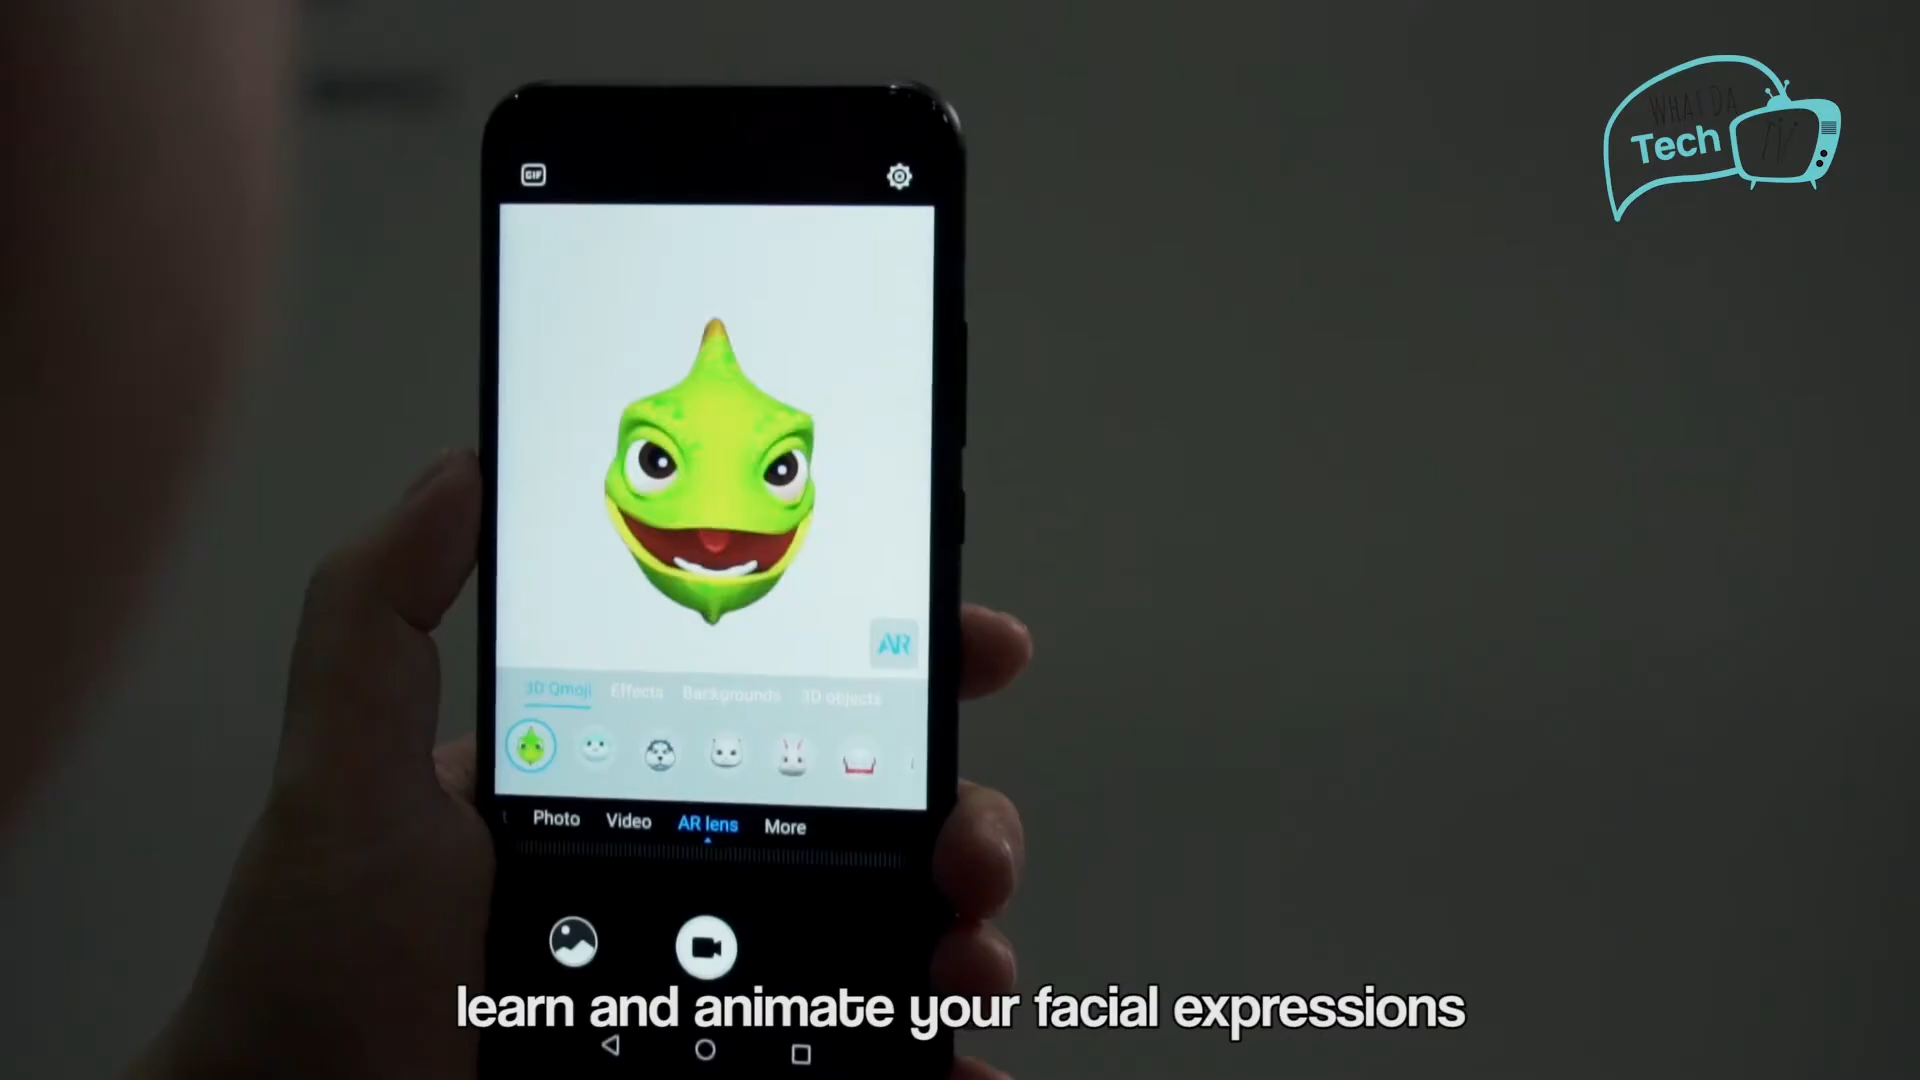 WHAT DA
Tech
TV
GIF
AR
3D Qmoji Effects Backgrounds 3D objects
Photo Video AR lens More
learn and animate your facial expressions